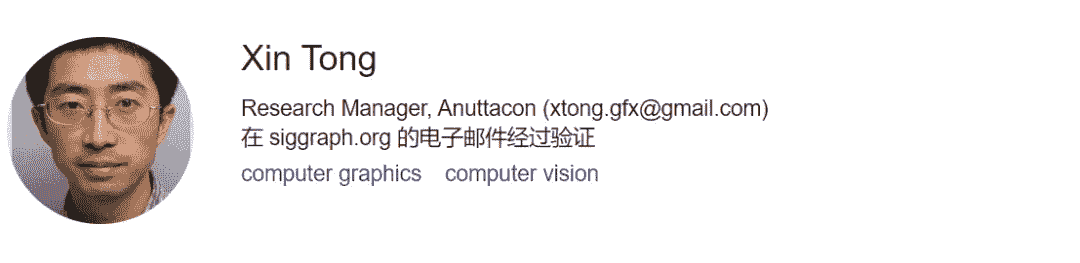 Xin Tong
Research Manager, Anuttacon (xtong.gfx@gmail.com)
在 siggraph.org 的电子邮件经过验证
computer graphics computer vision